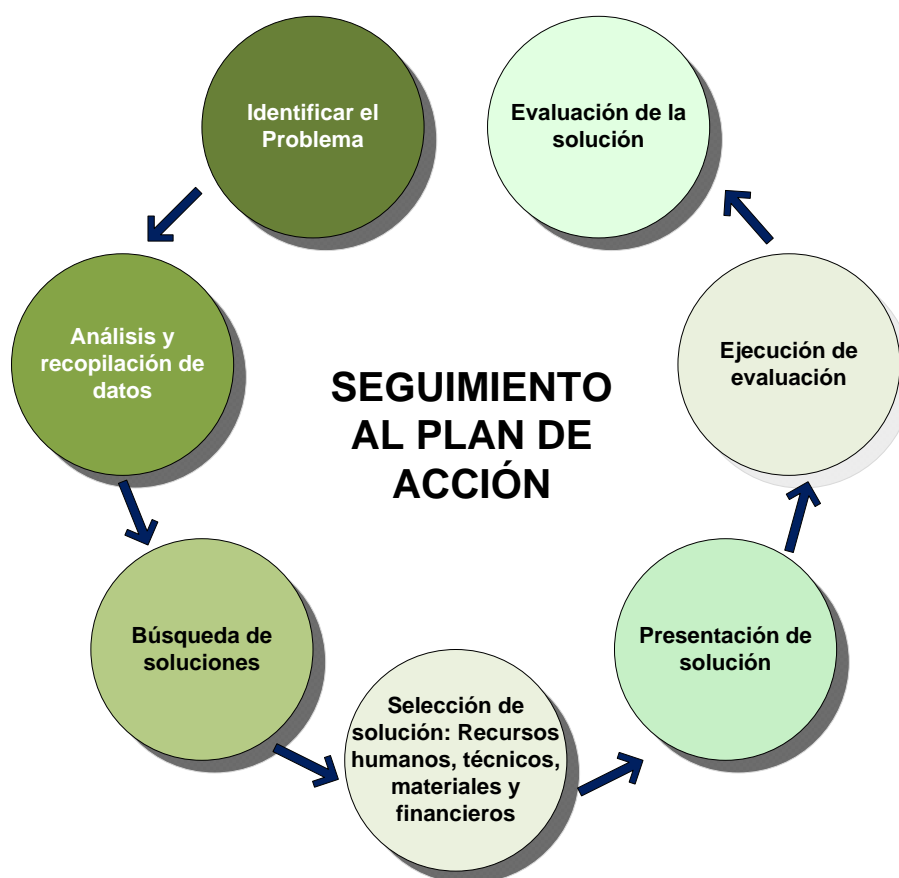 Identificar el
Problema
Análisis y
recopilación de
datos
Búsqueda de
soluciones
Selección de
solución: Recursos
humanos, técnicos,
materiales y
financieros
Presentación de
solución
Ejecución de
evaluación
Evaluación de la
solución
SEGUIMIENTO
AL PLAN DE
ACCIÓN